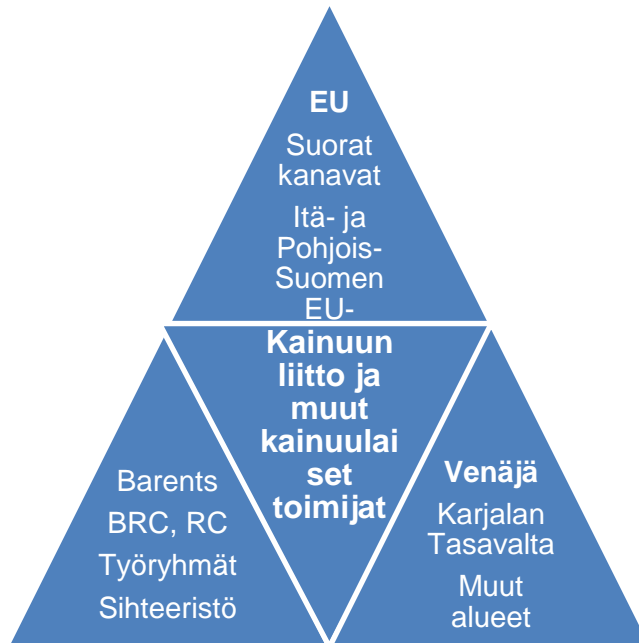 EU
Suorat
kanavat
Itä- ja
Pohjois-
Suomen
EU-
Kainuun
liitto ja
muut
kainuulai
set
toimijat
Barents
BRC, RC
Työryhmät
Sihteeristö
Venäjä
Karjalan
Tasavalta
Muut
alueet